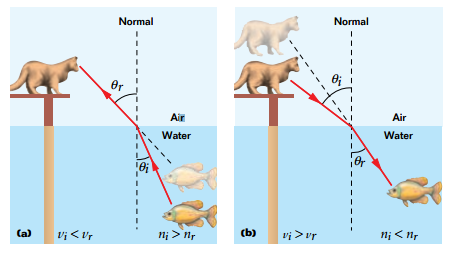 Normal
θr
Air
Water
θi
(a)
vi < vr
ni > nr
Normal
θi
Air
Water
θr
(b)
vi > vr
ni < nr